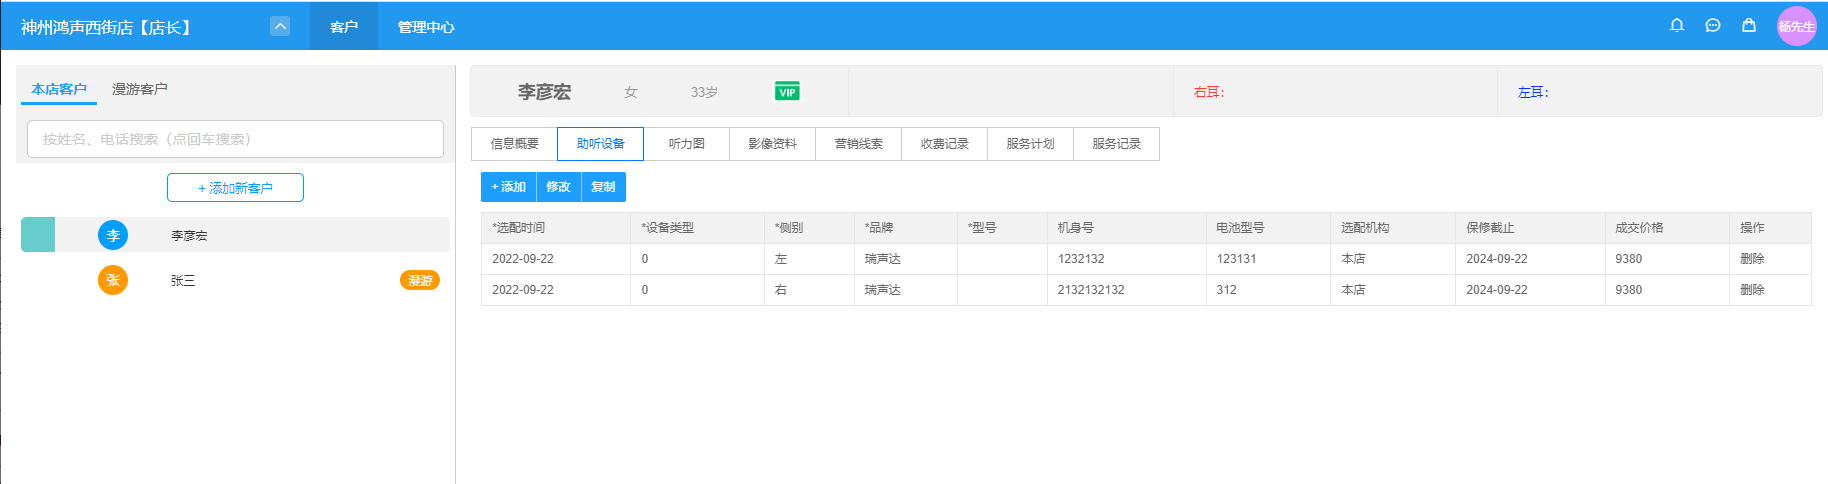 神州鸿声西街店【店长】 客户 管理中心 杨先生
本店客户 漫游客户
按姓名、电话搜索（点回车搜索）
+ 添加新客户
李 李彦宏
张 张三 漫游
李彦宏 女 33岁 VIP 右耳： 左耳：
信息概要 助听设备 听力图 影像资料 营销线索 收费记录 服务计划 服务记录
+ 添加 修改 复制
*选配时间 *设备类型 *侧别 *品牌 *型号 机身号 电池型号 选配机构 保修截止 成交价格 操作
2022-09-22 0 左 瑞声达 1232132 123131 本店 2024-09-22 9380 删除
2022-09-22 0 右 瑞声达 2132132132 312 本店 2024-09-22 9380 删除